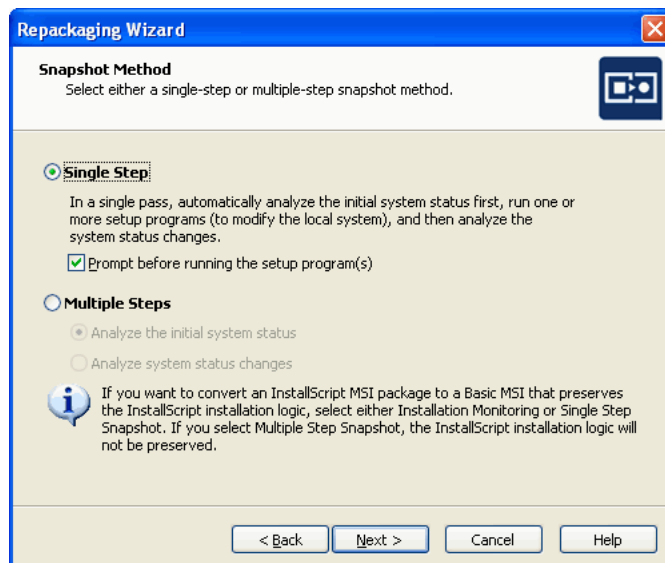 Repackaging Wizard
Snapshot Method
Select either a single-step or multiple-step snapshot method.
Single Step
In a single pass, automatically analyze the initial system status first, run one or
more setup programs (to modify the local system), and then analyze the
system status changes.
Prompt before running the setup program(s)
Multiple Steps
Analyze the initial system status
Analyze system status changes
If you want to convert an InstallScript MSI package to a Basic MSI that preserves
the InstallScript installation logic, select either Installation Monitoring or Single Step
Snapshot. If you select Multiple Step Snapshot, the InstallScript installation logic will
not be preserved.
< Back Next > Cancel Help